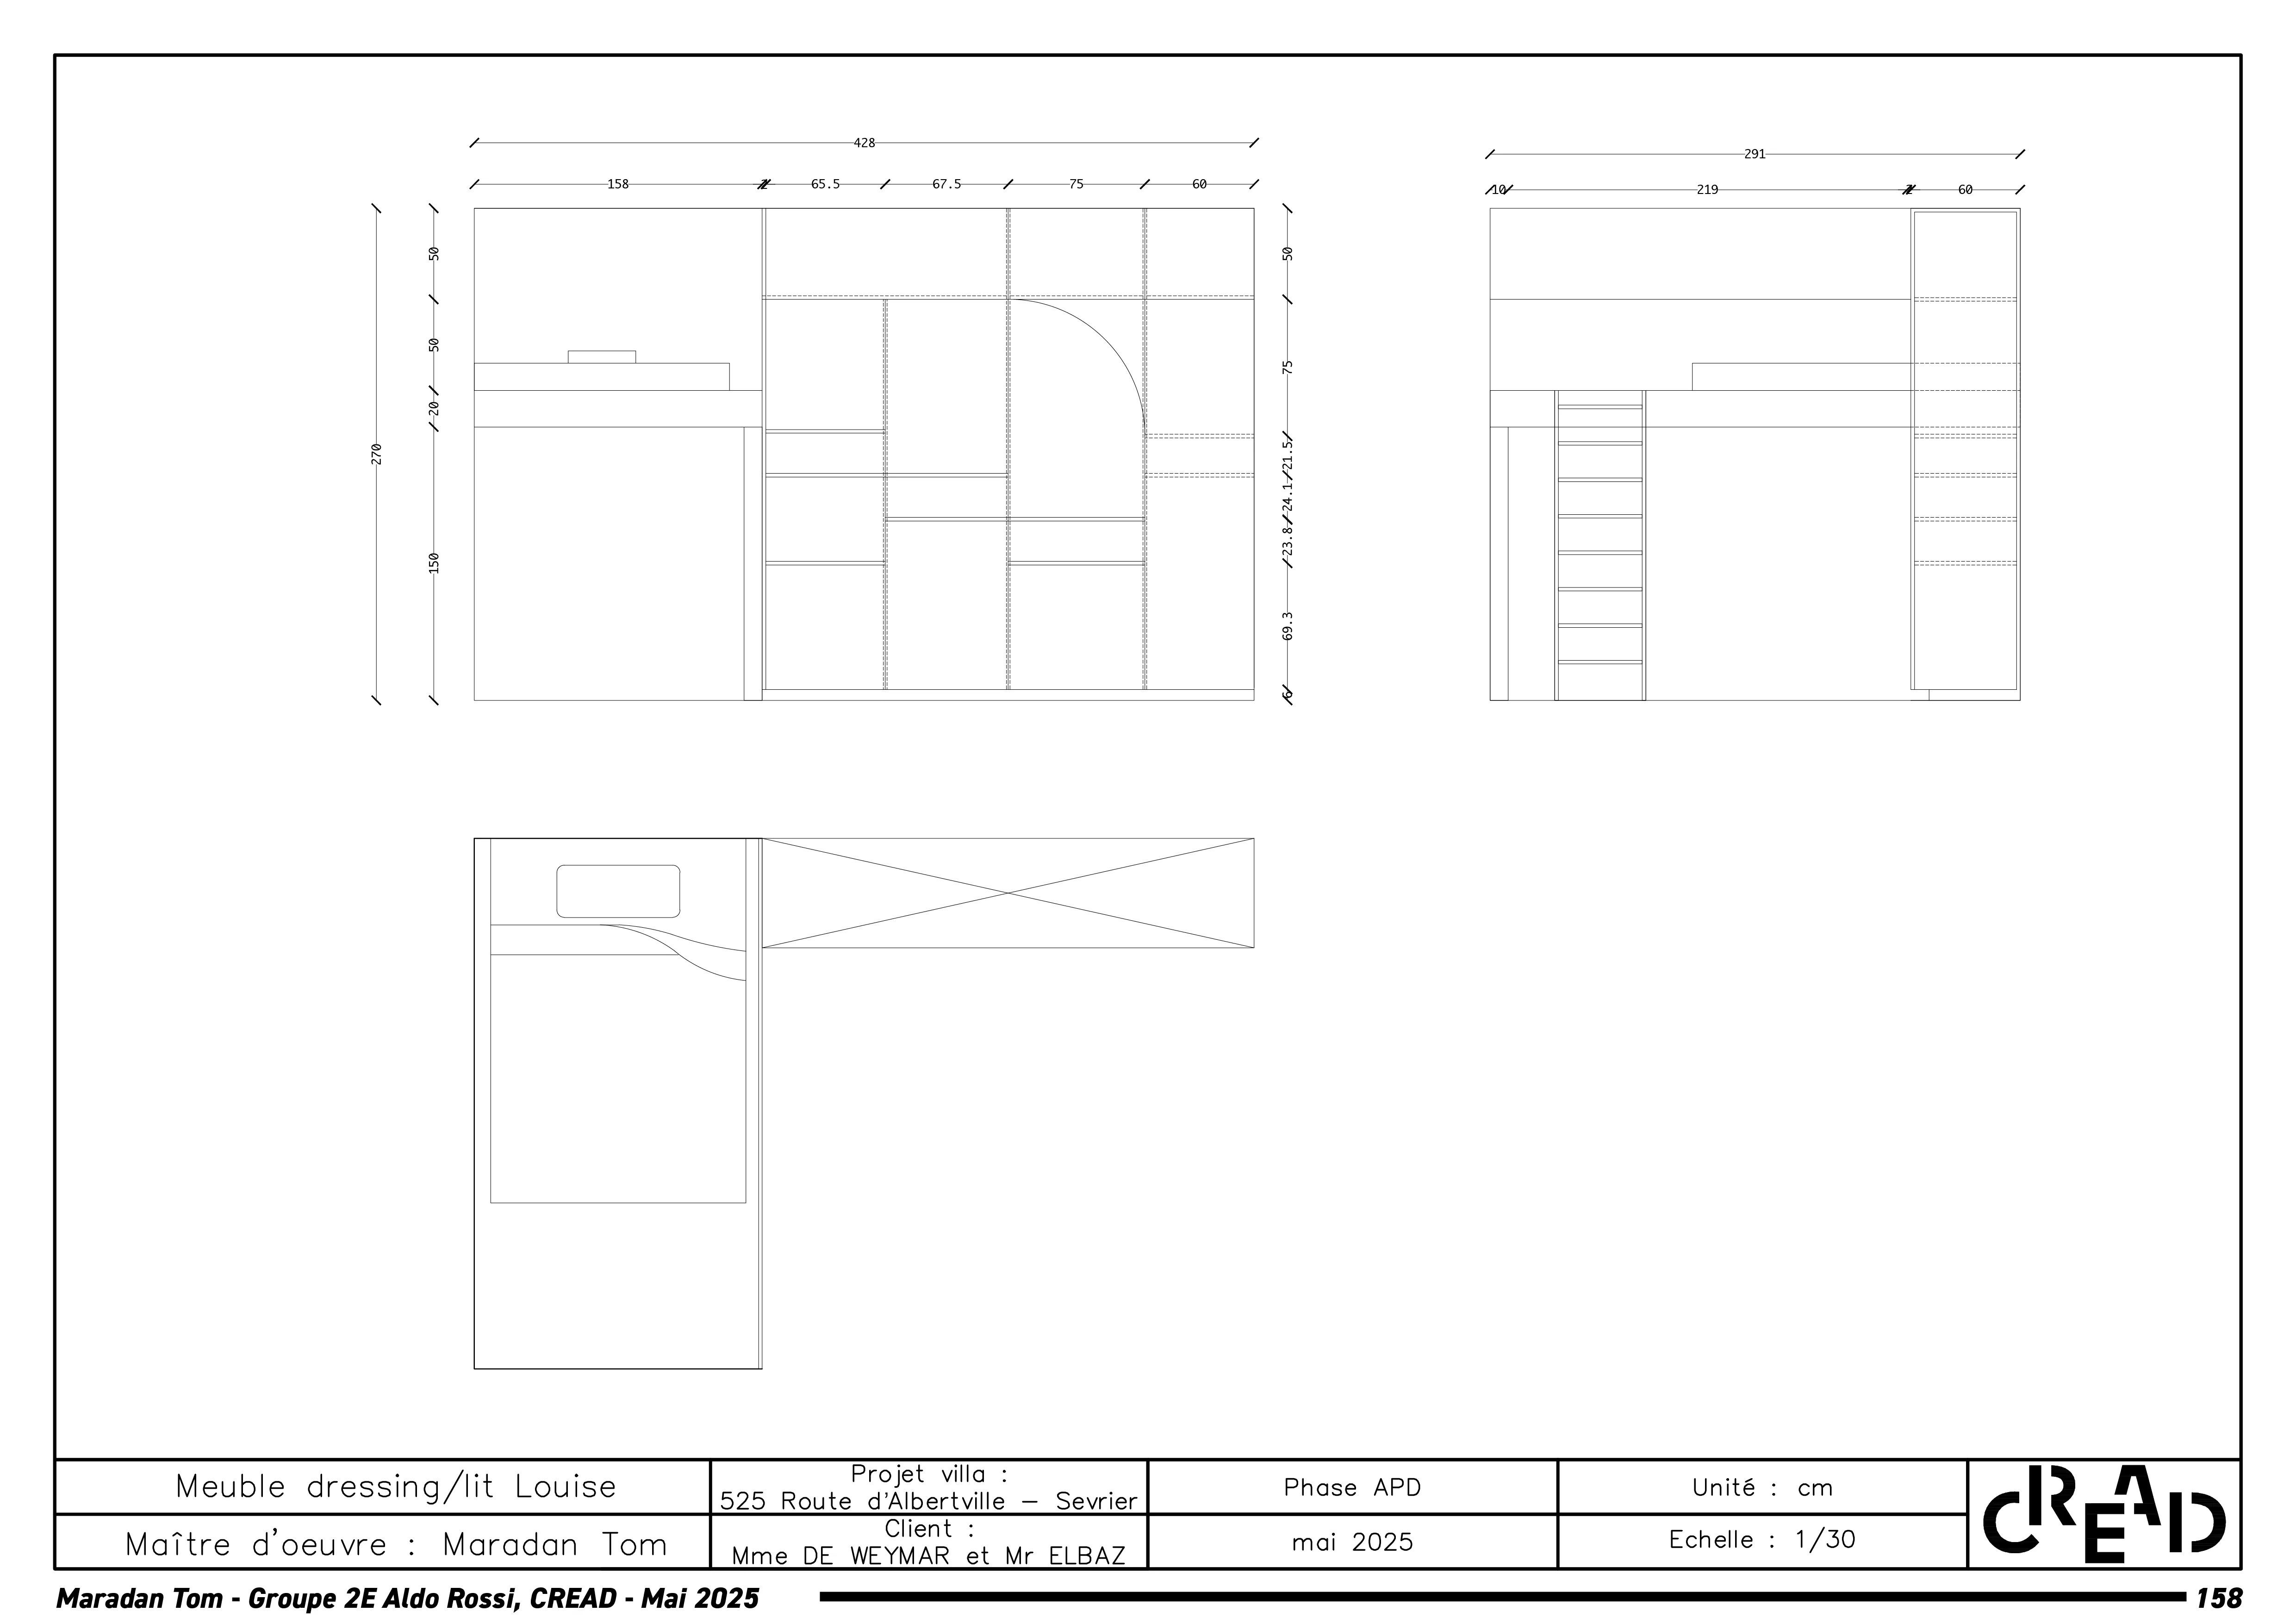 428
291
158
2
65.5
67.5
75
60
10
219
2
60
50
50
20
150
270
50
75
21.5
24.1
23.8
69.3
6
Meuble dressing/lit Louise
Maître d'oeuvre : Maradan Tom
Projet villa :
525 Route d'Albertville – Sevrier
Client :
Mme DE WEYMAR et Mr ELBAZ
Phase APD
mai 2025
Unité : cm
Echelle : 1/30
CREAD
Maradan Tom - Groupe 2E Aldo Rossi, CREAD - Mai 2025
158